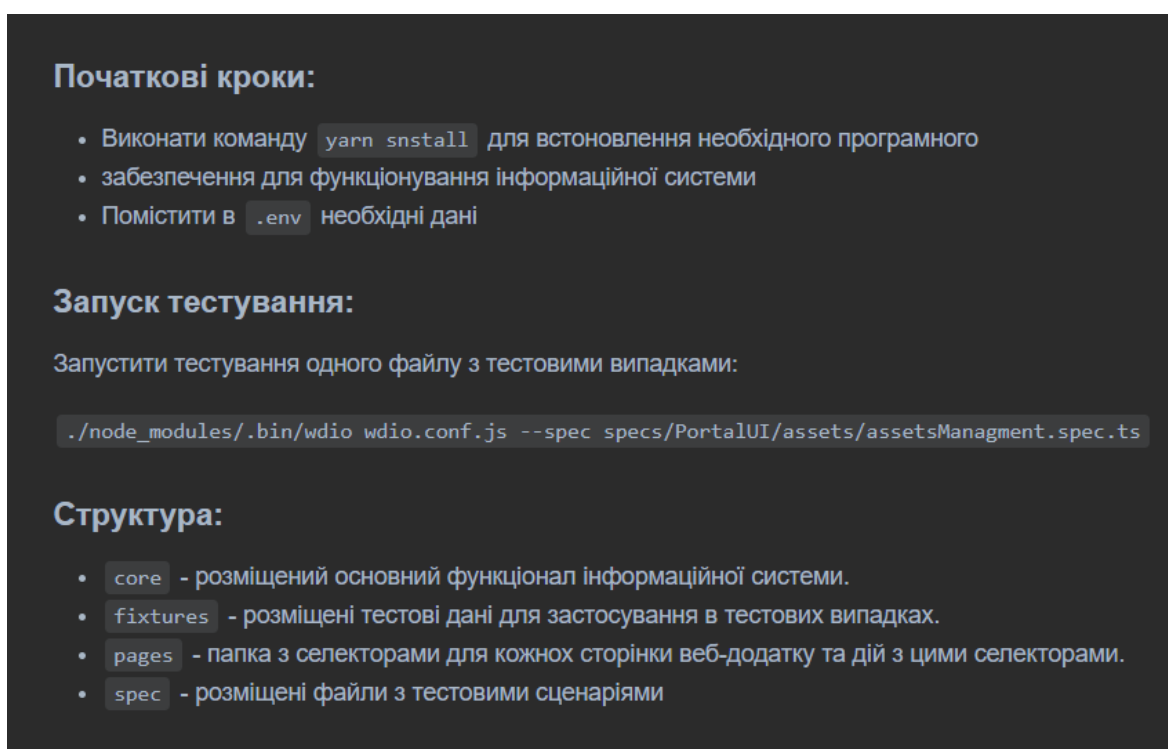 Початкові кроки:
• Виконати команду yarn snstall для встоновлення необхідного програмного
• забезпечення для функціонування інформаційної системи
• Помістити в .env необхідні дані
Запуск тестування:
Запустити тестування одного файлу з тестовими випадками:
./node_modules/.bin/wdio wdio.conf.js --spec specs/PortalUI/assets/assetsManagment.spec.ts
Структура:
• core - розміщений основний функціонал інформаційної системи.
• fixtures - розміщені тестові дані для застосування в тестових випадках.
• pages - папка з селекторами для кожнох сторінки веб-додатку та дій з цими селекторами.
• spec - розміщені файли з тестовими сценаріями